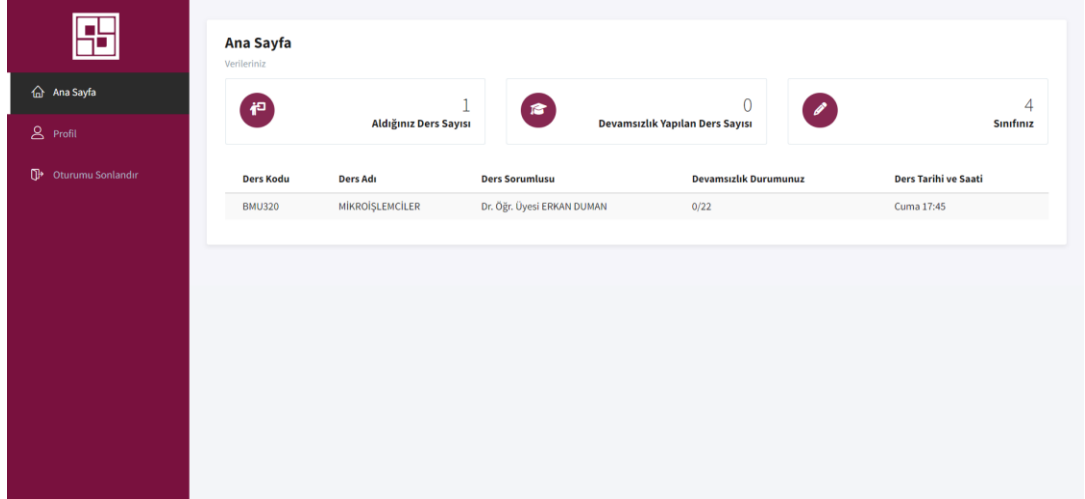 Ana Sayfa
Profil
Oturumu Sonlandır
Ana Sayfa
Verileriniz
1
Aldığınız Ders Sayısı
0
Devamsızlık Yapılan Ders Sayısı
4
Sınıfınız
Ders Kodu Ders Adı Ders Sorumlusu Devamsızlık Durumunuz Ders Tarihi ve Saati
BMU320 MİKROİŞLEMCİLER Dr. Öğr. Üyesi ERKAN DUMAN 0/22 Cuma 17:45